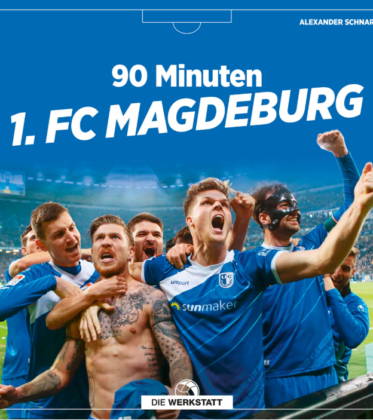 ALEXANDER SCHNAR
90 Minuten
1. FC MAGDEBURG
uhlsport
sunmaker
DIE WERKSTATT